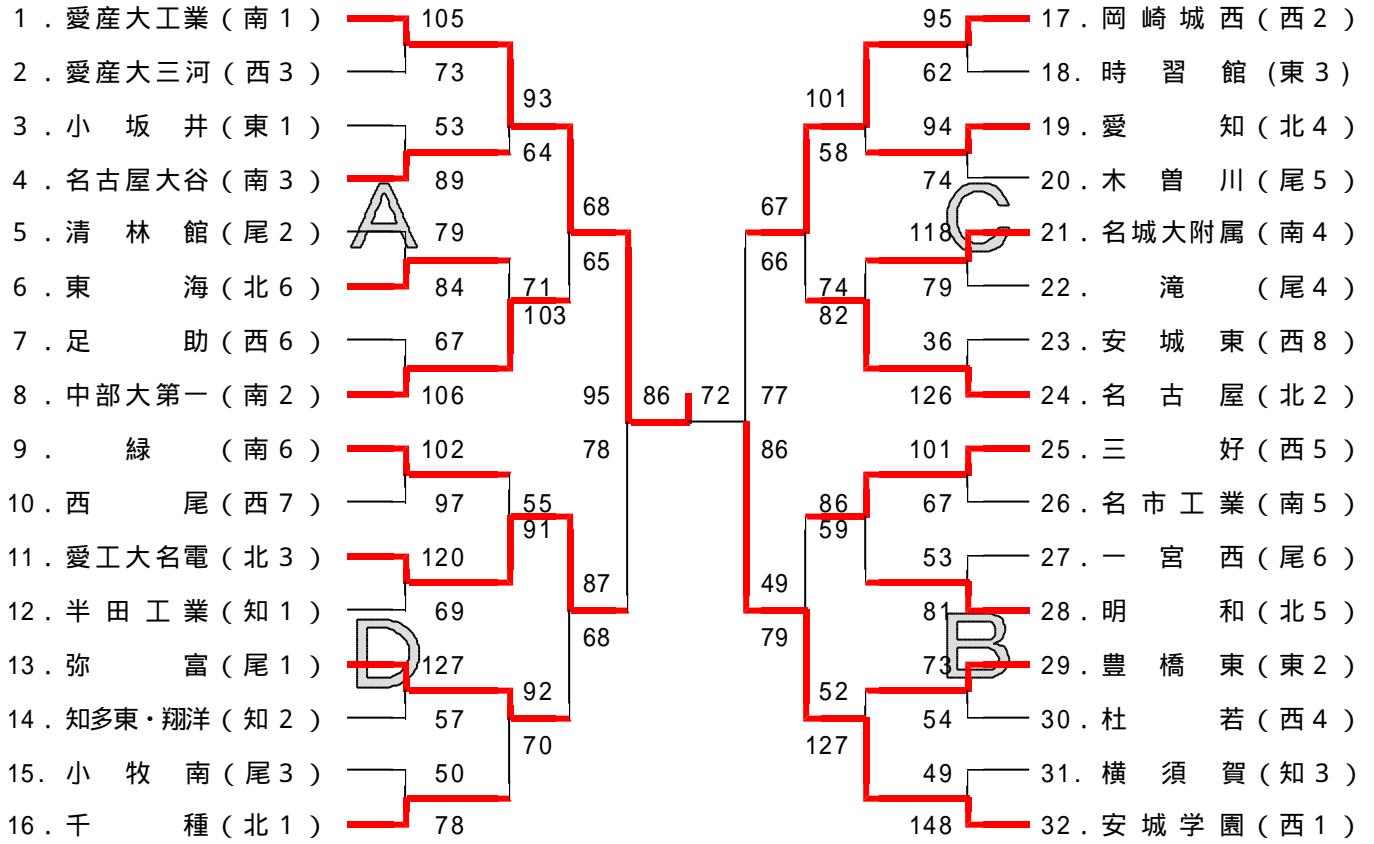 1．愛産大工業（南1） 105 95 17．岡崎城西（西2）
2．愛産大三河（西3） 73 62 18. 時習館 (東3)
93 101
3．小坂井（東1） 53 94 19．愛知（北4）
64 58
4．名古屋大谷（南3） 89 74 20．木曽川（尾5）
A C
68 67
5．清林館（尾2） 79 118 21．名城大附属（南4）
65 66
6．東海（北6） 84 71 74 79 22．滝（尾4）
103 82
7．足助（西6） 67 36 23．安城東（西8）
8．中部大第一（南2） 106 95 86 72 77 126 24．名古屋（北2）
9．緑（南6） 102 78 86 101 25．三好（西5）
10．西尾（西7） 97 55 86 67 26．名市工業（南5）
91 59
11．愛工大名電（北3） 120 53 27．一宮西（尾6）
87 49
12．半田工業（知1） 69 81 28．明和（北5）
68 79
D B
13．弥富（尾1） 127 73 29．豊橋東（東2）
92 52
14．知多東・翔洋（知2） 57 54 30．杜若（西4）
70 127
15. 小牧南（尾3） 50 49 31. 横須賀（知3）
16．千種（北1） 78 148 32．安城学園（西1）